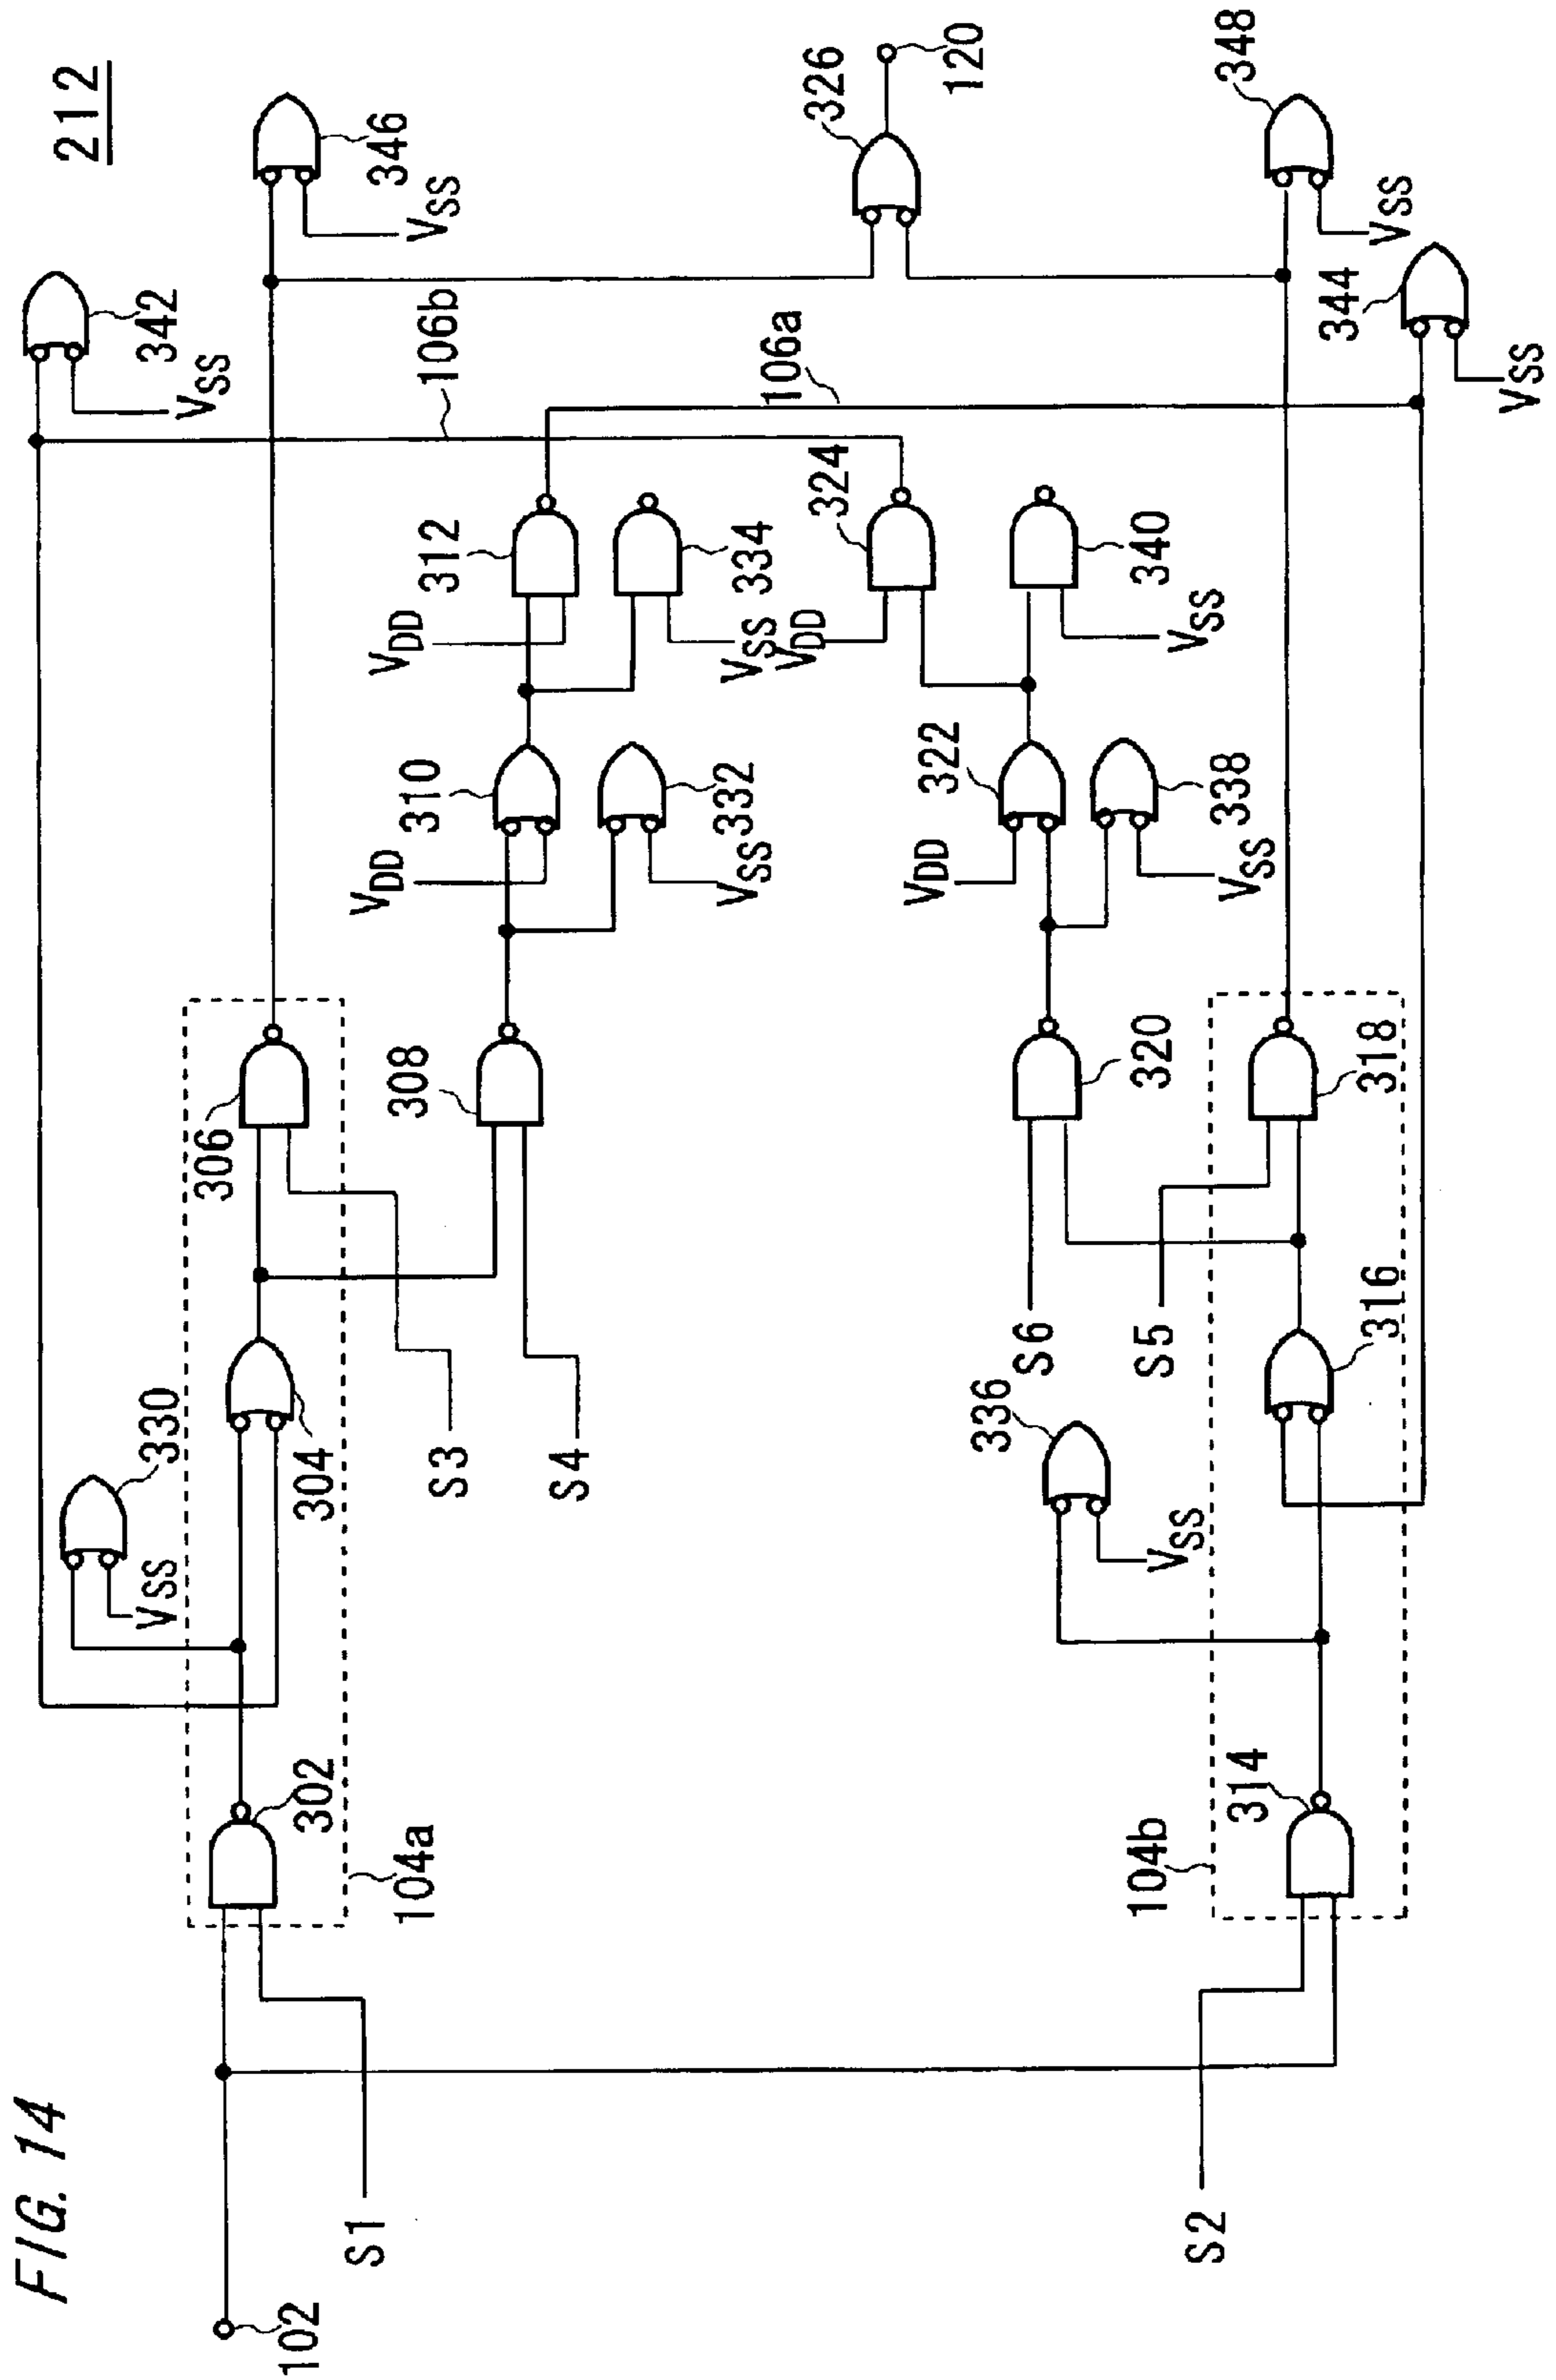 FIG. 14
212
342
VSS
346
VSS
106b
330
VSS
306
304
302
104a
102
S1
S3
S4
308
VDD
310
332
VSS
VDD
312
334
VSS
106a
326
120
VDD
324
340
VSS
VDD
322
338
VSS
320
S6
S5
336
VSS
318
316
314
104b
S2
348
VSS
344
VSS